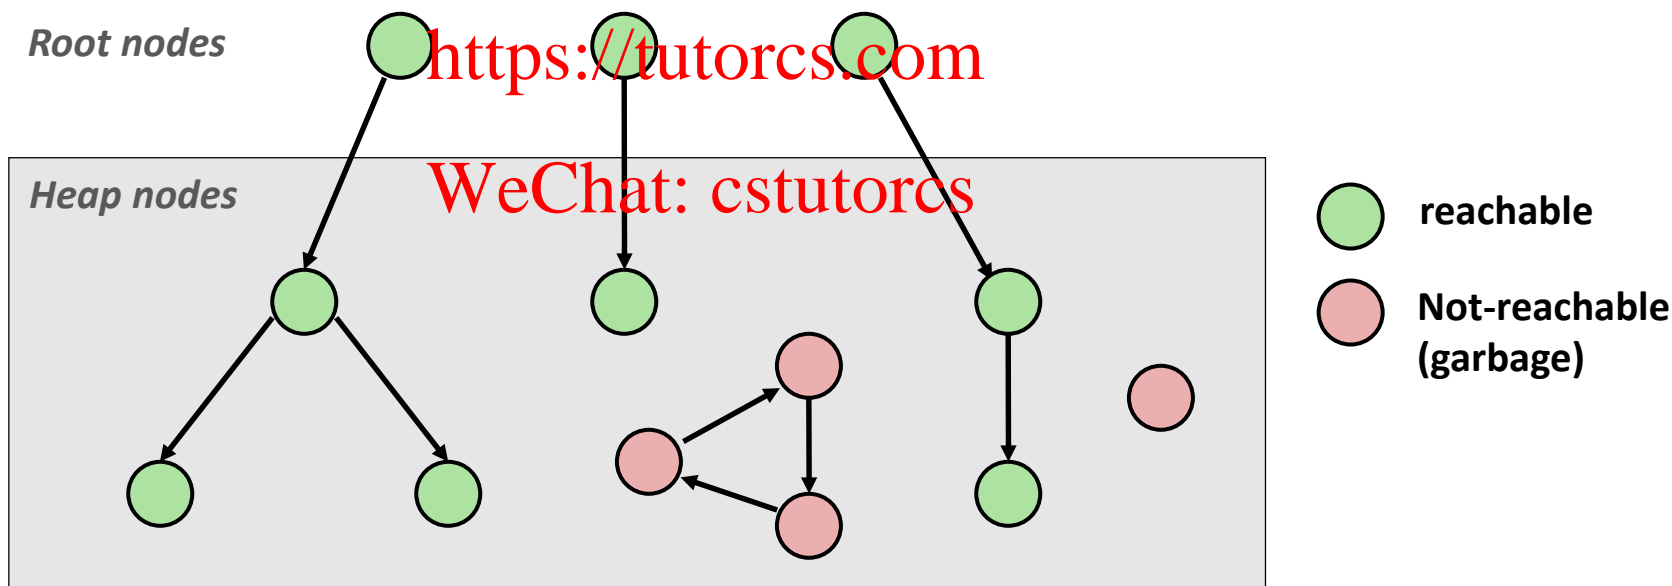 Root nodes
https://tutorcs.com
Heap nodes
WeChat: cstutorcs
reachable
Not-reachable
(garbage)